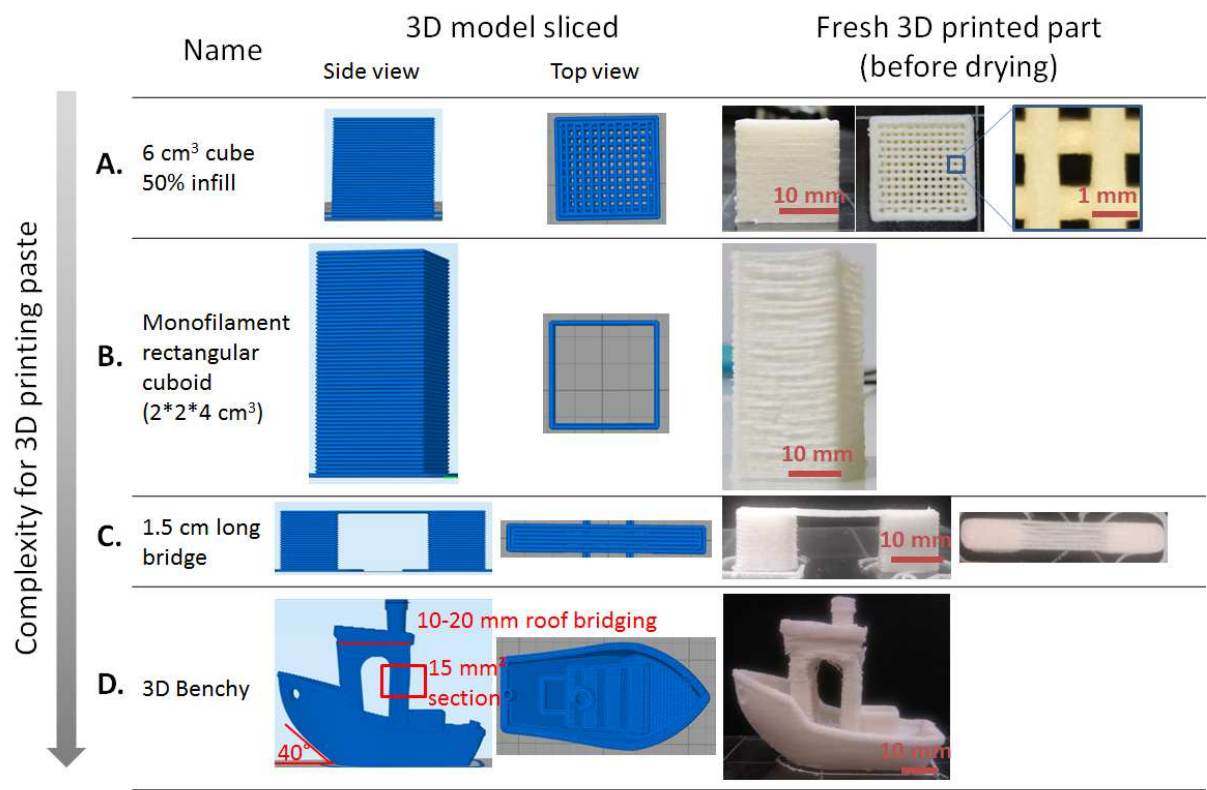 Name
3D model sliced
Side view
Top view
Fresh 3D printed part
(before drying)
Complexity for 3D printing paste
A.
6 cm³ cube
50% infill
10 mm
1 mm
B.
Monofilament
rectangular
cuboid
(2*2*4 cm³)
10 mm
C.
1.5 cm long
bridge
10 mm
D.
3D Benchy
10-20 mm roof bridging
15 mm²
section
40°
10 mm